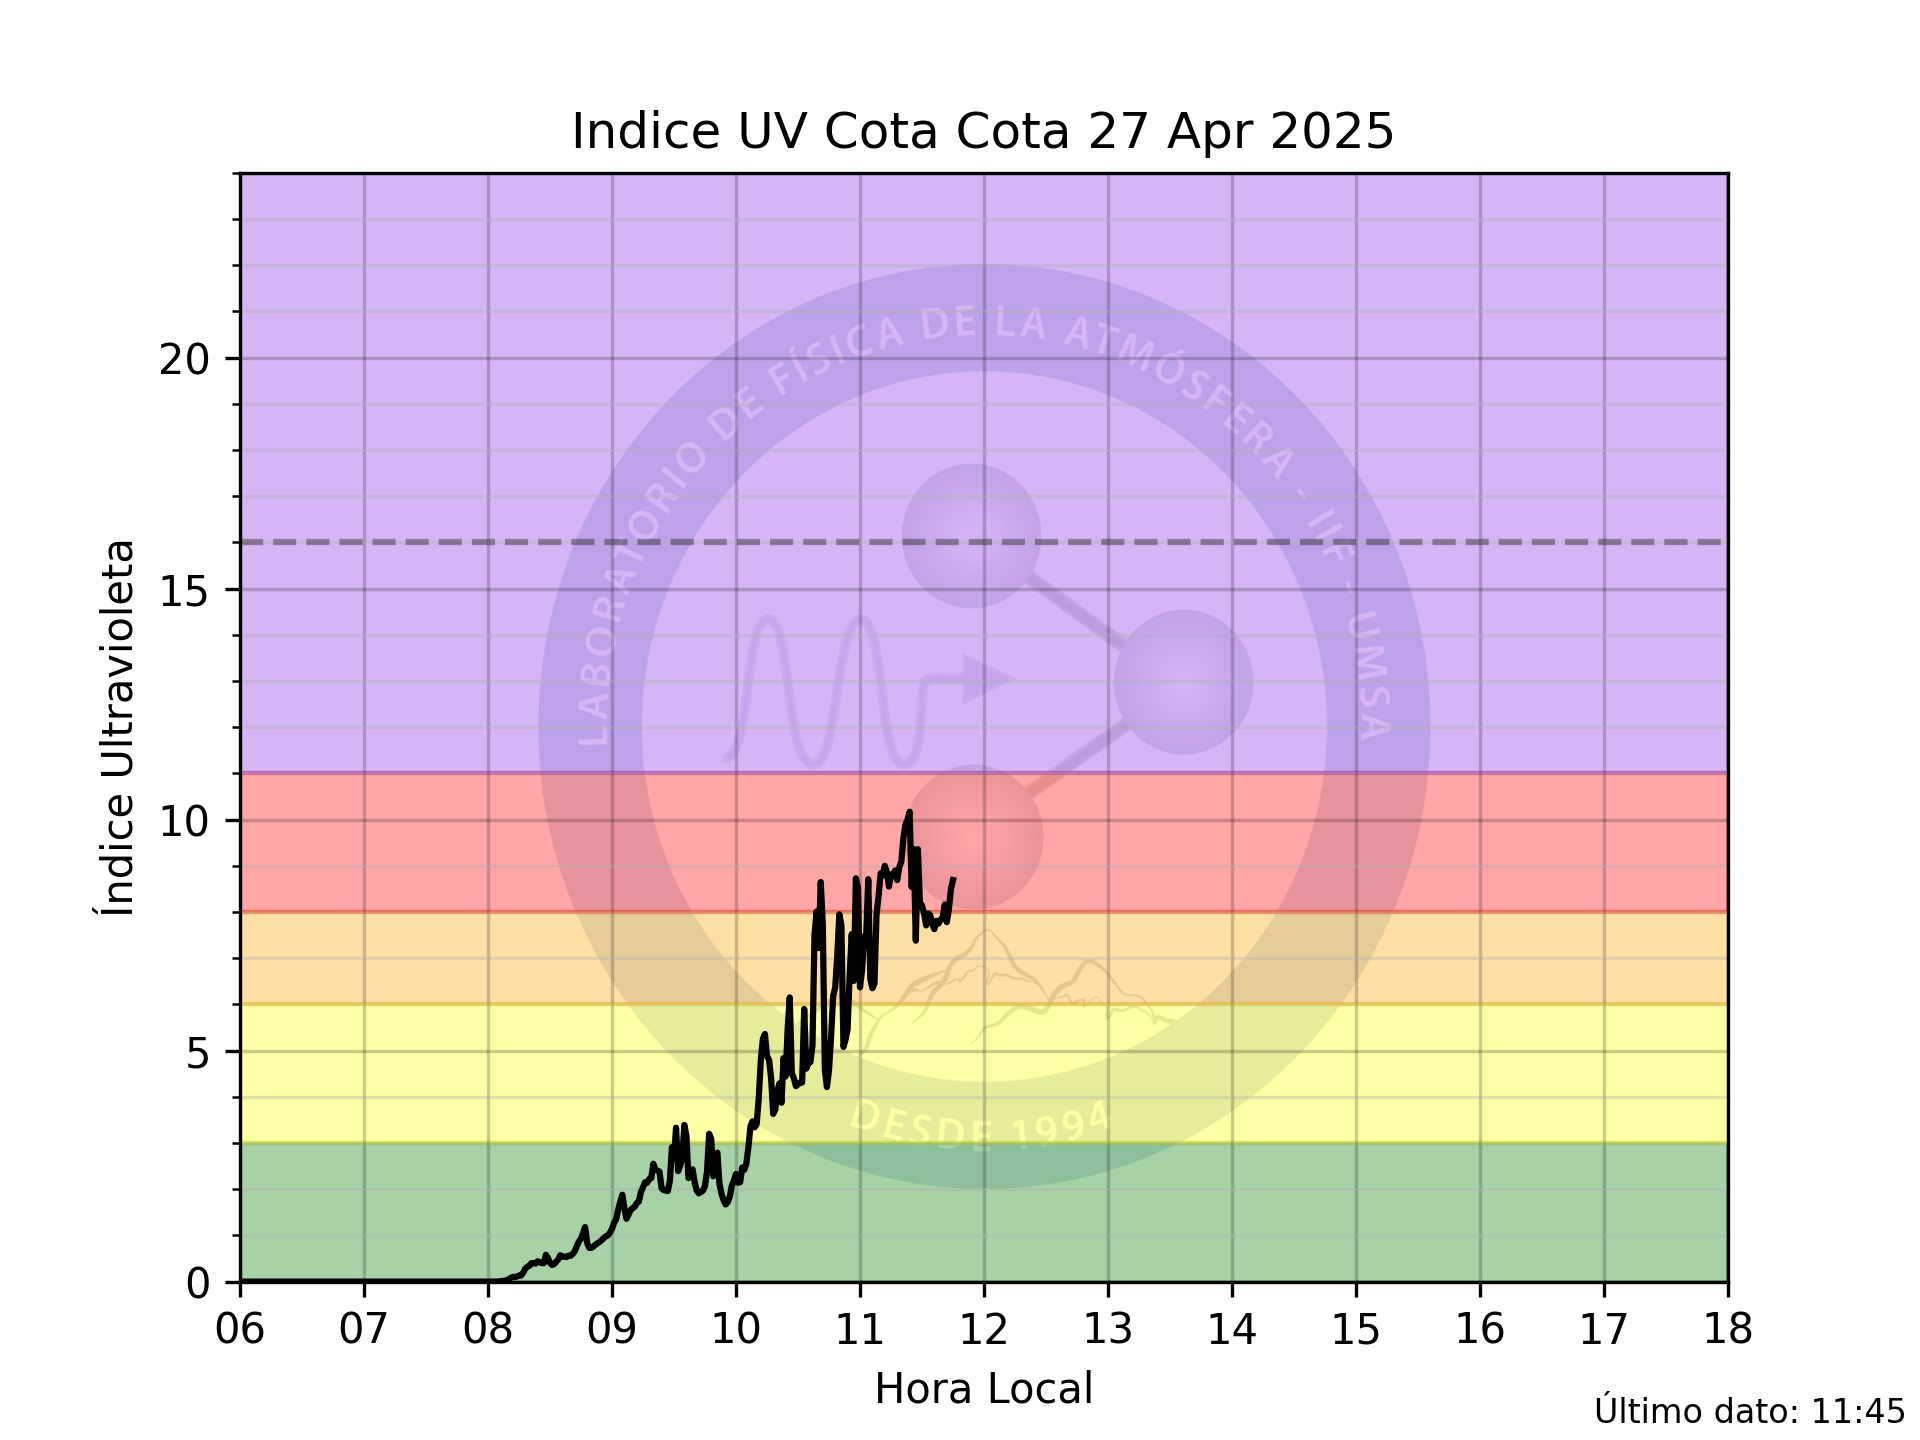 Indice UV Cota Cota 27 Apr 2025
20
15
10
5
0
Índice Ultravioleta
LABORATORIO DE FÍSICA DE LA ATMÓSFERA - IIF - UMSA
DESDE 1994
06 07 08 09 10 11 12 13 14 15 16 17 18
Hora Local
Último dato: 11:45